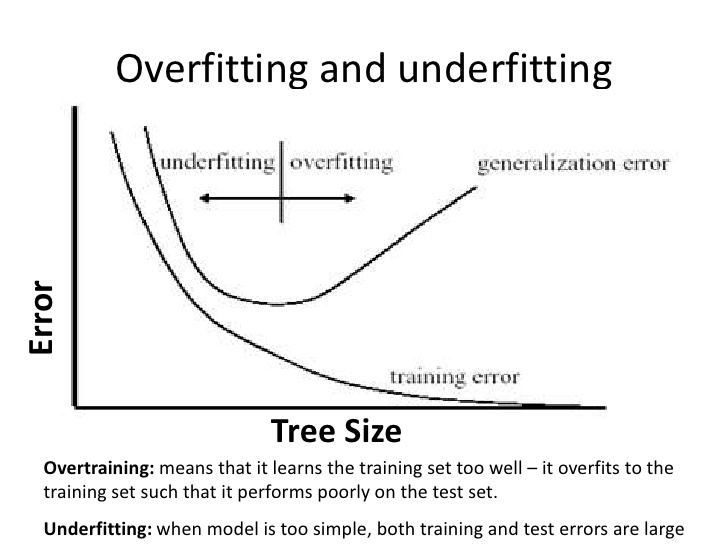 Overfitting and underfitting
underfitting overfitting
generalization error
Error
training error
Tree Size
Overtraining: means that it learns the training set too well – it overfits to the
training set such that it performs poorly on the test set.
Underfitting: when model is too simple, both training and test errors are large